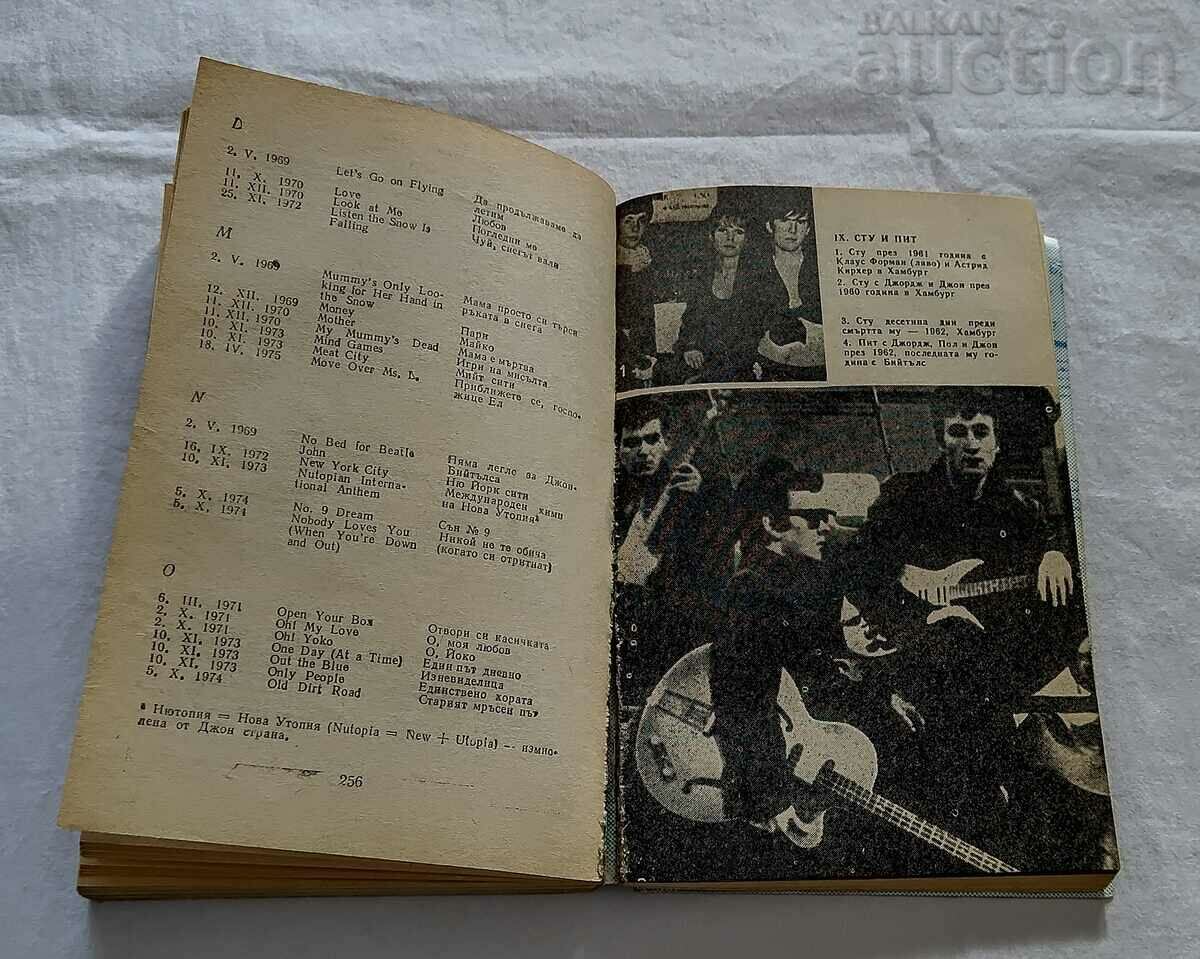 BALKAN
auction
D
2. V. 1969 Let's Go on Flying Да продължаваме да
летим
11. X. 1970 Love Любов
11. XII. 1970 Look at Me Погледни ме
25. XI. 1972 Listen the Snow Is Чуй, снегът вали
Falling
M
2. V. 1969 Mummy's Only Loo-
king for Her Hand in Мама просто си търси
the Snow ръката в снега
12. XII. 1969 Money Пари
11. XII. 1970 Mother Майко
11. XII. 1970 My Mummy's Dead Мама е мъртва
10. XI. 1973 Mind Games Игри на мисълта
10. XI. 1973 Meat City Мийт сити
18. IV. 1975 Move Over Ms. L. Приближете се, госпо-
жице Ел
N
2. V. 1969 No Bed for Beatle Няма легло за Джон-
John Бийтълса
16. IX. 1972 New York City Ню Йорк сити
10. XI. 1973 Nutopian Interna- Международен химн
tional Anthem на Нова Утопия*
5. X. 1974 No. 9 Dream Сън № 9
5. X. 1974 Nobody Loves You Никой не те обича
(When You're Down (когато си отритнат)
and Out)
O
6. III. 1971 Open Your Box Отвори си касичката
2. X. 1971 Oh! My Love О, моя любов
2. X. 1971 Oh! Yoko О, Йоко
10. XI. 1973 One Day (At a Time) Един път дневно
10. XI. 1973 Out the Blue Изневиделица
10. XI. 1973 Only People Единствено хората
5. X. 1974 Old Dirt Road Старият мръсен път
* Нютопия = Нова Утопия (Nutopia = New + Utopia) — измис-
лена от Джон страна.
256
IX. СТУ И ПИТ
1. Сту през 1961 година с
Клаус Форман (ляво) и Астрид
Кирхер в Хамбург
2. Сту с Джордж и Джон през
1960 година в Хамбург
3. Сту десетина дни преди
смъртта му — 1962, Хамбург
4. Пит с Джордж, Пол и Джон
през 1962, последната му го-
дина с Бийтълс
1